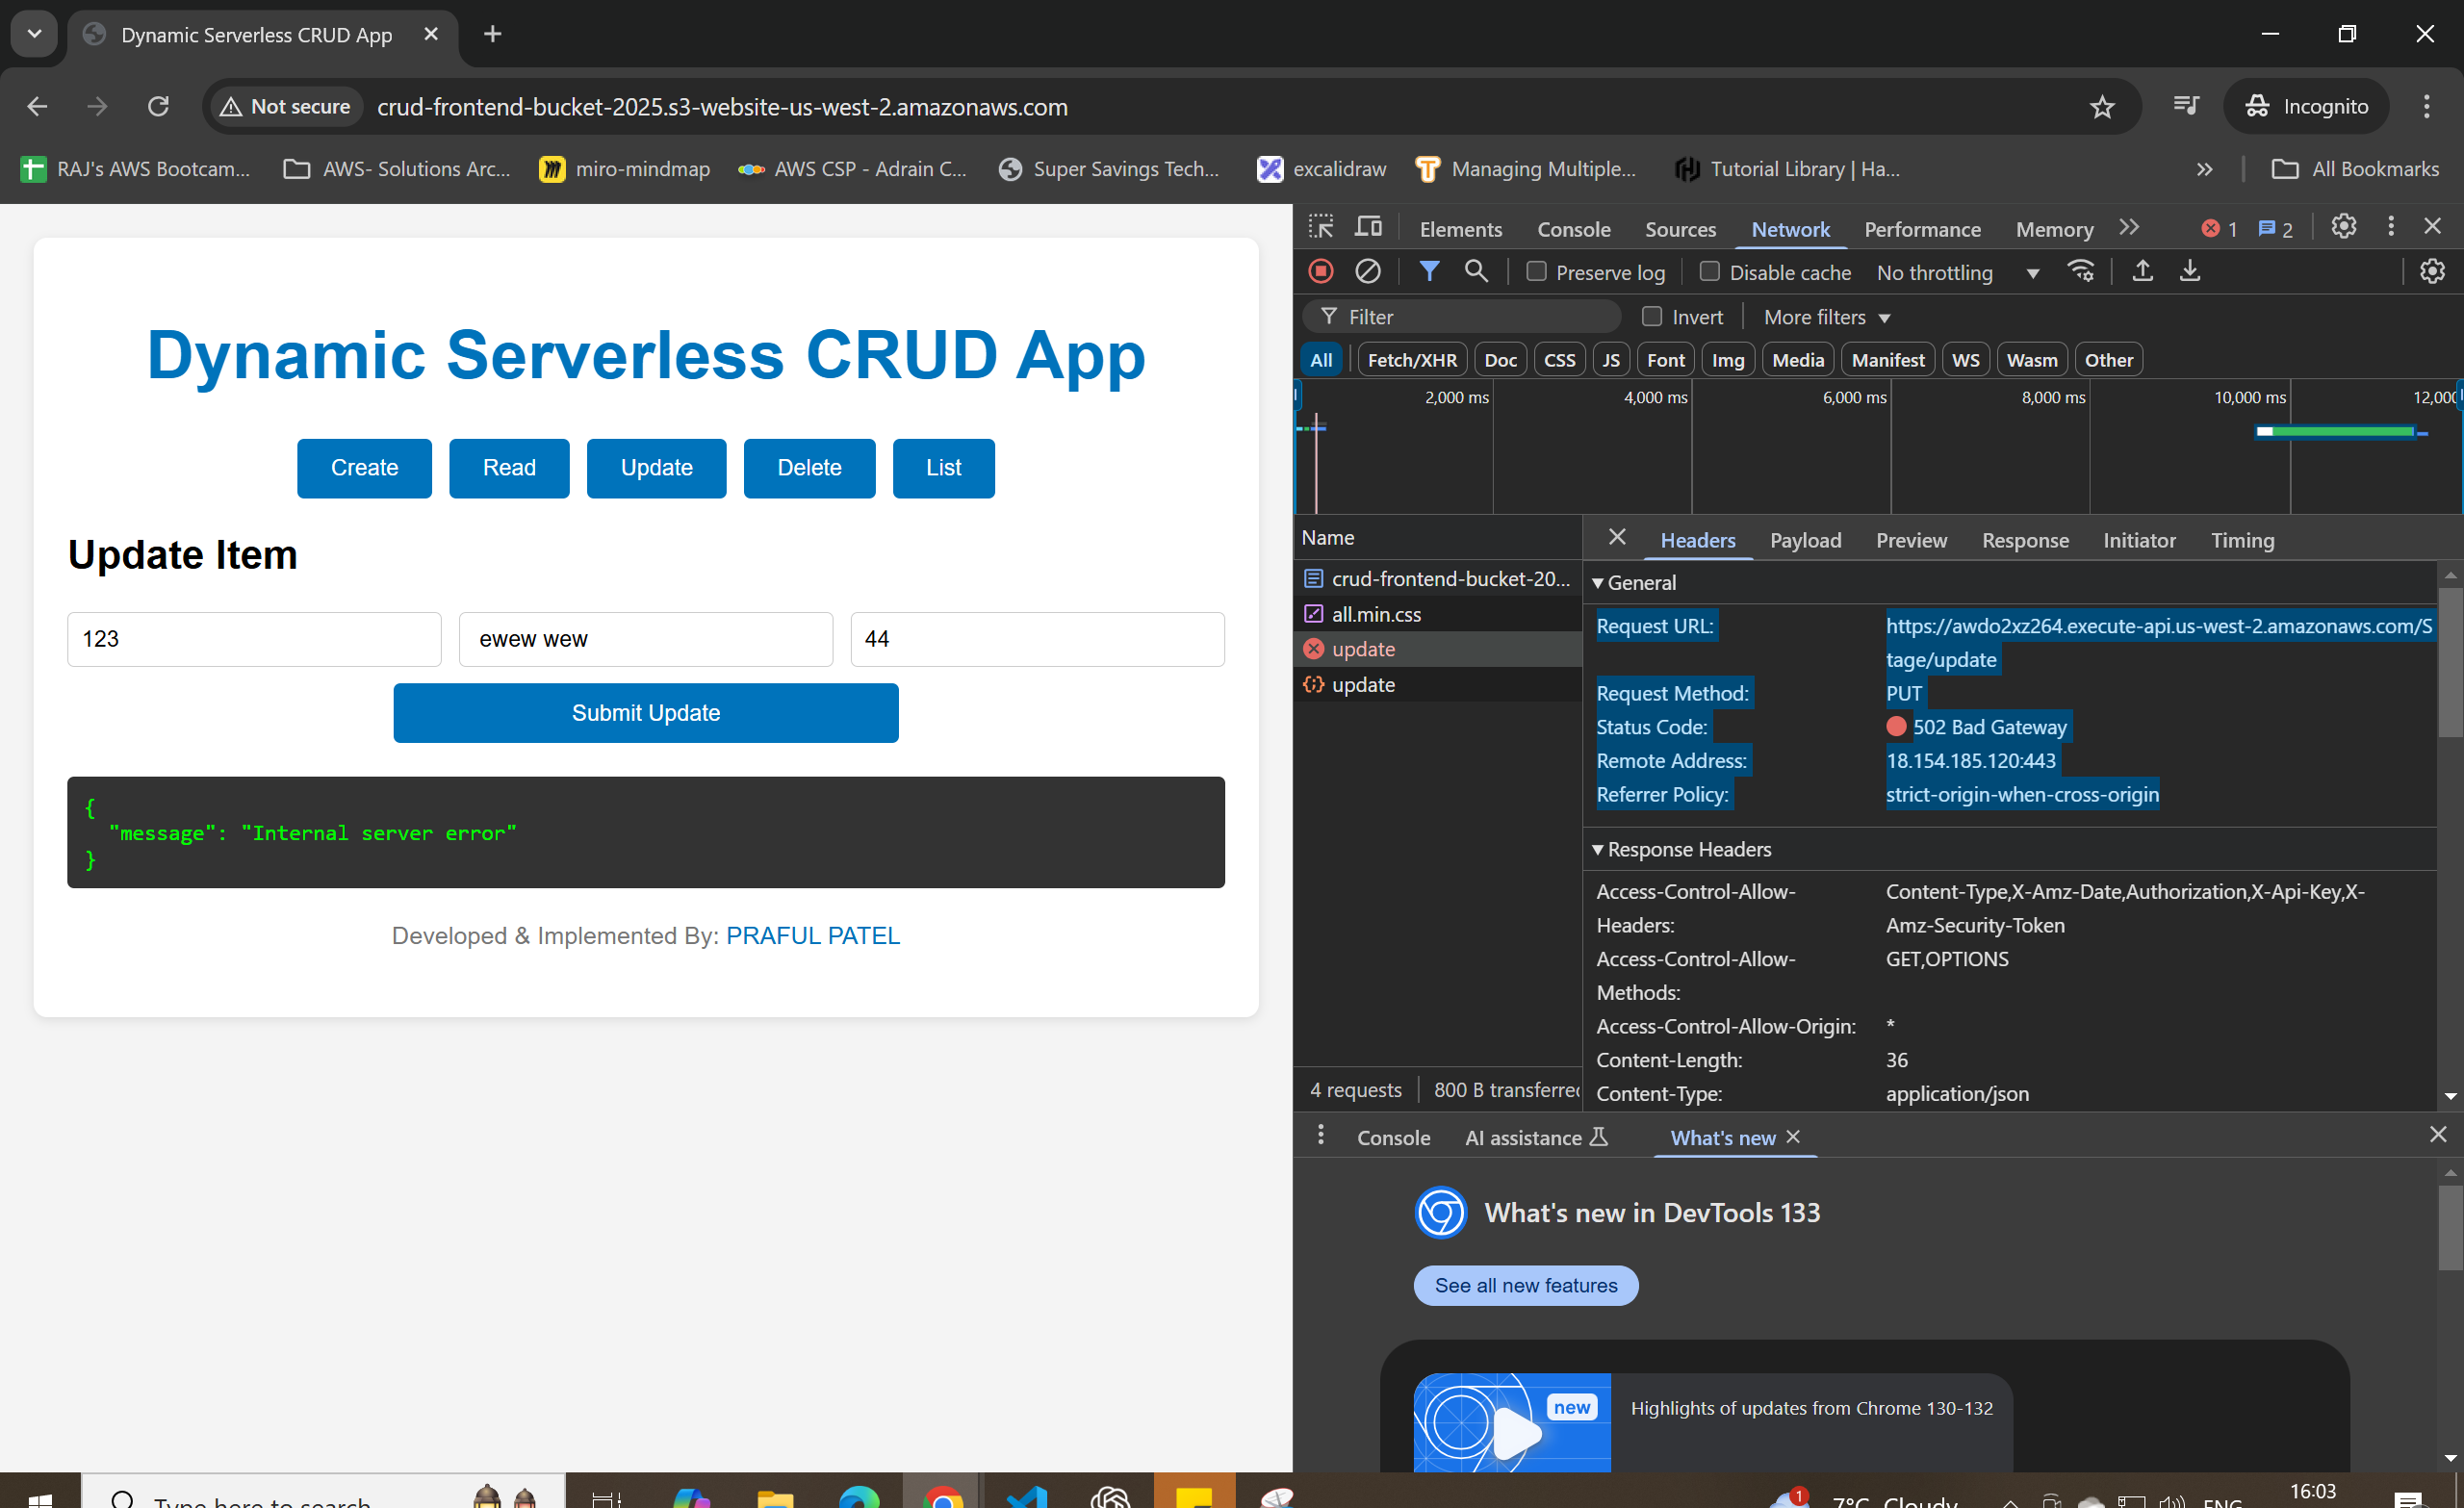 Dynamic Serverless CRUD App
Not secure
crud-frontend-bucket-2025.s3-website-us-west-2.amazonaws.com
Incognito
RAJ's AWS Bootcam...
AWS- Solutions Arc...
miro-mindmap
AWS CSP - Adrain C...
Super Savings Tech...
excalidraw
Managing Multiple...
Tutorial Library | Ha...
All Bookmarks
Dynamic Serverless CRUD App
Create
Read
Update
Delete
List
Update Item
123
ewew wew
44
Submit Update
{
"message": "Internal server error"
}
Developed & Implemented By: PRAFUL PATEL
Elements
Console
Sources
Network
Performance
Memory
1
2
Preserve log
Disable cache
No throttling
Filter
Invert
More filters
All
Fetch/XHR
Doc
CSS
JS
Font
Img
Media
Manifest
WS
Wasm
Other
2,000 ms
4,000 ms
6,000 ms
8,000 ms
10,000 ms
12,000
Name
crud-frontend-bucket-20...
all.min.css
update
update
4 requests
800 B transferred
Headers
Payload
Preview
Response
Initiator
Timing
General
Request URL:
https://awdo2xz264.execute-api.us-west-2.amazonaws.com/S
tage/update
Request Method:
PUT
Status Code:
502 Bad Gateway
Remote Address:
18.154.185.120:443
Referrer Policy:
strict-origin-when-cross-origin
Response Headers
Access-Control-Allow-
Headers:
Content-Type,X-Amz-Date,Authorization,X-Api-Key,X-
Amz-Security-Token
Access-Control-Allow-
Methods:
GET,OPTIONS
Access-Control-Allow-Origin:
*
Content-Length:
36
Content-Type:
application/json
Console
AI assistance
What's new
What's new in DevTools 133
See all new features
new
Highlights of updates from Chrome 130-132
Type here to search
1
7°C Cloudy
ENG
16:03